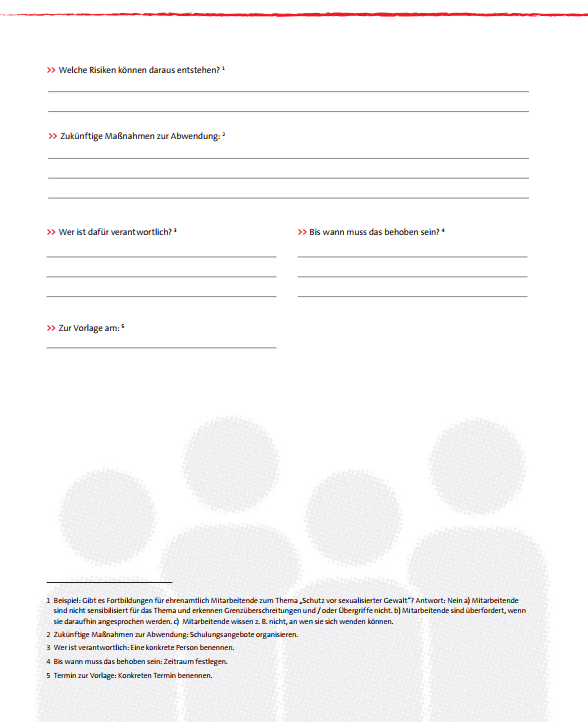 >> Welche Risiken können daraus entstehen? ¹
>> Zukünftige Maßnahmen zur Abwendung: ²
>> Wer ist dafür verantwortlich? ³
>> Bis wann muss das behoben sein? ⁴
>> Zur Vorlage am: ⁵
1 Beispiel: Gibt es Fortbildungen für ehrenamtlich Mitarbeitende zum Thema „Schutz vor sexualisierter Gewalt“? Antwort: Nein a) Mitarbeitende
sind nicht sensibilisiert für das Thema und erkennen Grenzüberschreitungen und / oder Übergriffe nicht. b) Mitarbeitende sind überfordert, wenn
sie daraufhin angesprochen werden. c) Mitarbeitende wissen z. B. nicht, an wen sie sich wenden können.
2 Zukünftige Maßnahmen zur Abwendung: Schulungsangebote organisieren.
3 Wer ist verantwortlich: Eine konkrete Person benennen.
4 Bis wann muss das behoben sein: Zeitraum festlegen.
5 Termin zur Vorlage: Konkreten Termin benennen.